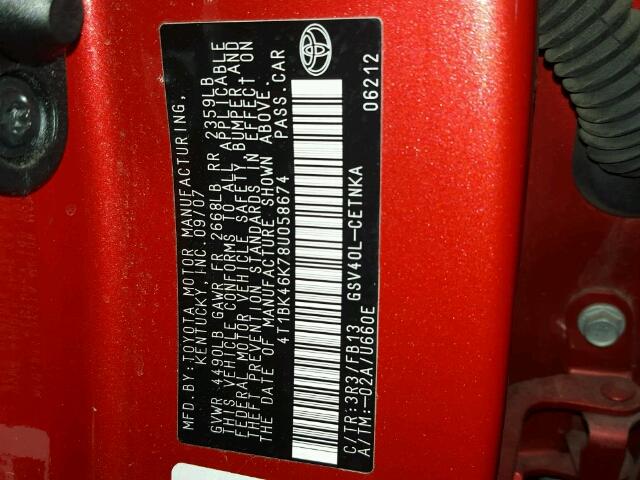 MFD. BY: TOYOTA MOTOR MANUFACTURING,
KENTUCKY, INC. 09/07
GVWR 4490LB GAWR FR 2668LB RR 2359LB
THIS VEHICLE CONFORMS TO ALL APPLICABLE
FEDERAL MOTOR VEHICLE SAFETY, BUMPER, AND
THEFT PREVENTION STANDARDS IN EFFECT ON
THE DATE OF MANUFACTURE SHOWN ABOVE.
4T1BK46K78U058674 PASS. CAR
06212
C/TR:3R3/FB13 GSV40L-CETNKA
A/TM:-02A/U660E